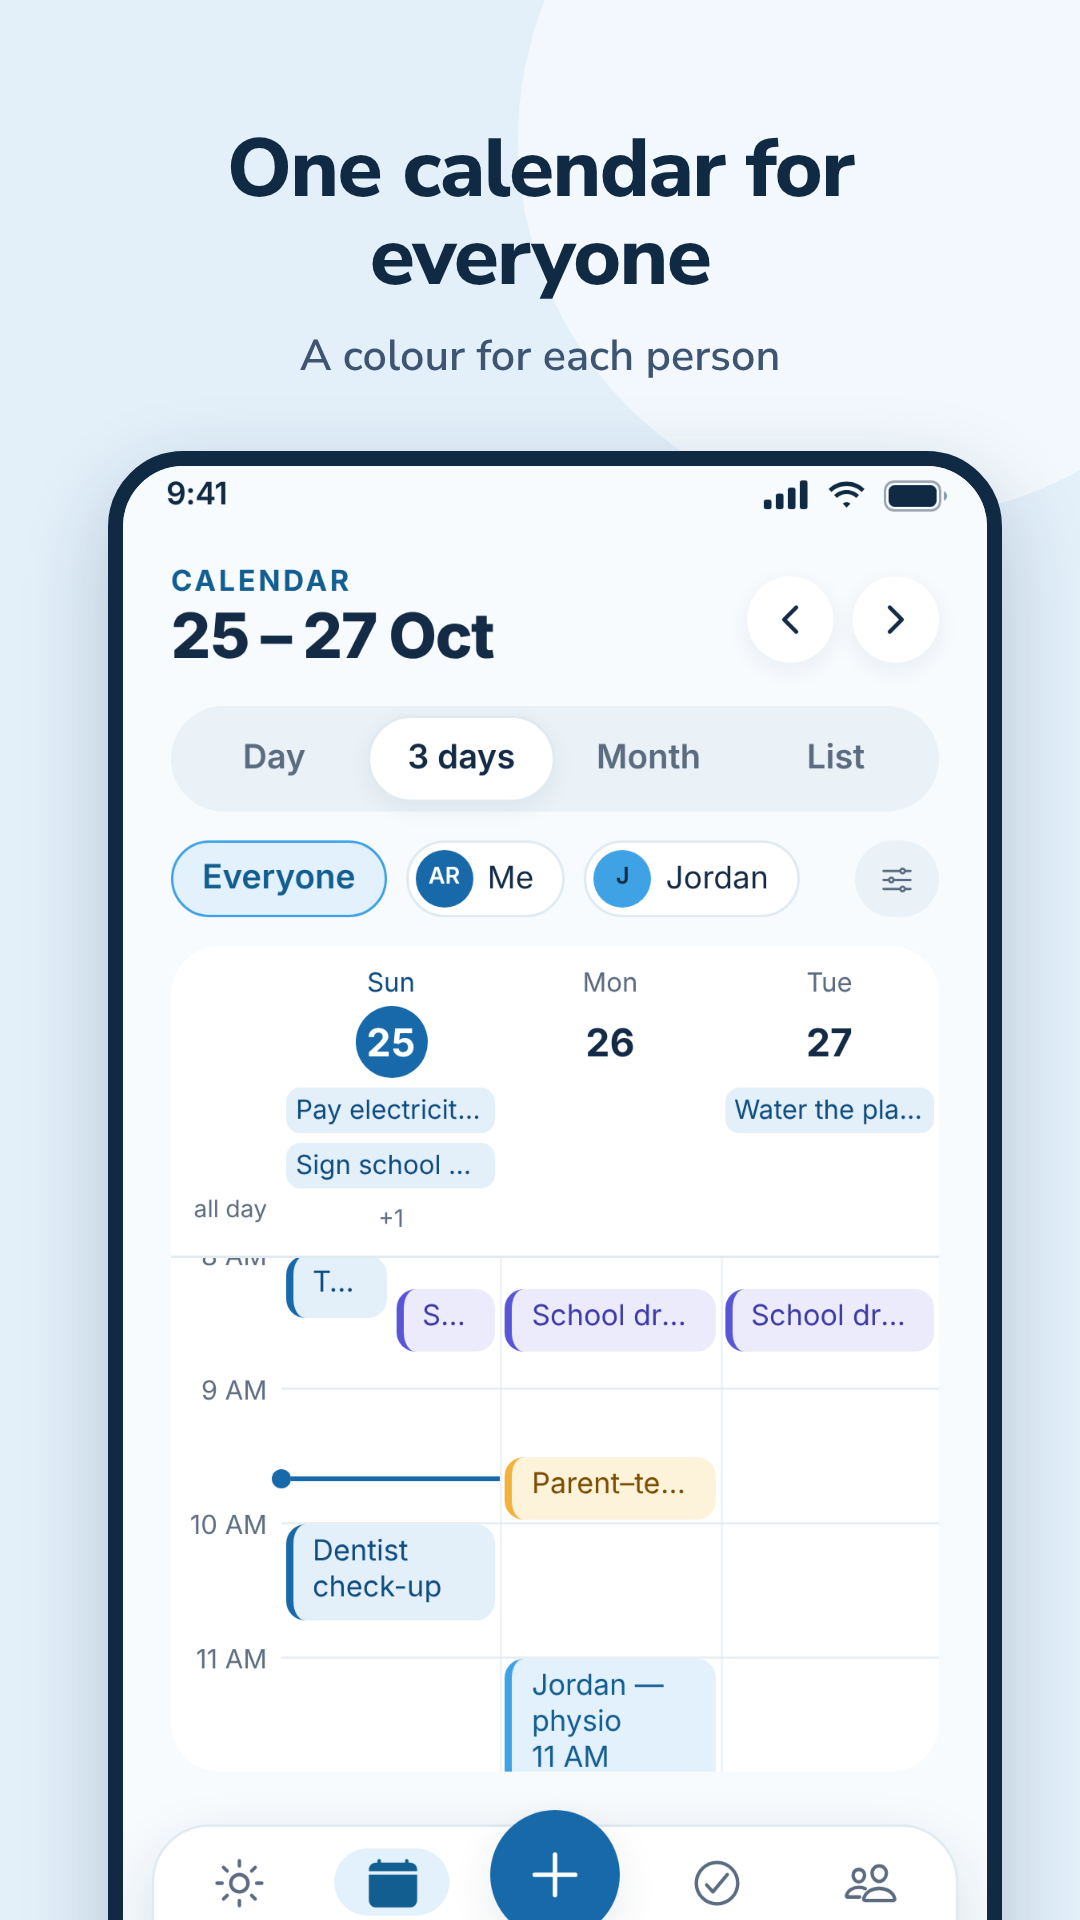 One calendar for
everyone
A colour for each person
9:41
CALENDAR
25 – 27 Oct
Day 3 days Month List
Everyone AR Me J Jordan
Sun Mon Tue
25 26 27
Pay electricit... Water the pla...
Sign school ...
all day +1
8 AM
T...
S... School dr... School dr...
9 AM
Parent–te...
10 AM
Dentist
check-up
11 AM
Jordan —
physio
11 AM